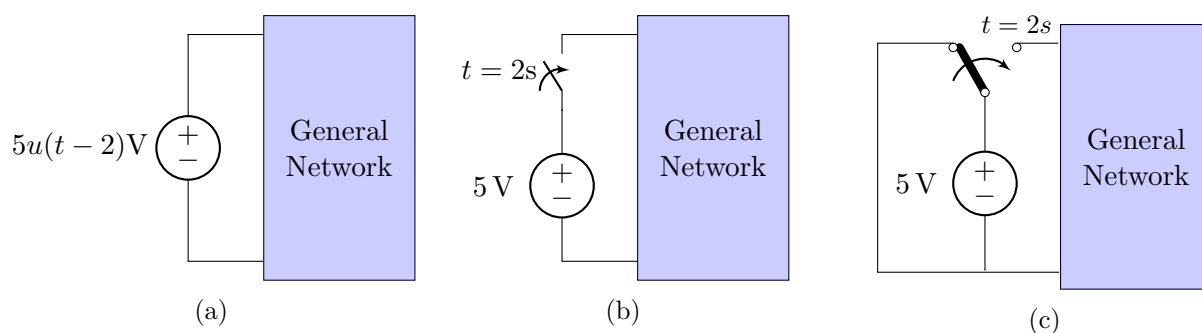 5u(t − 2)V
+
−
General
Network
(a)
t = 2s
5 V
+
−
General
Network
(b)
t = 2s
5 V
+
−
General
Network
(c)